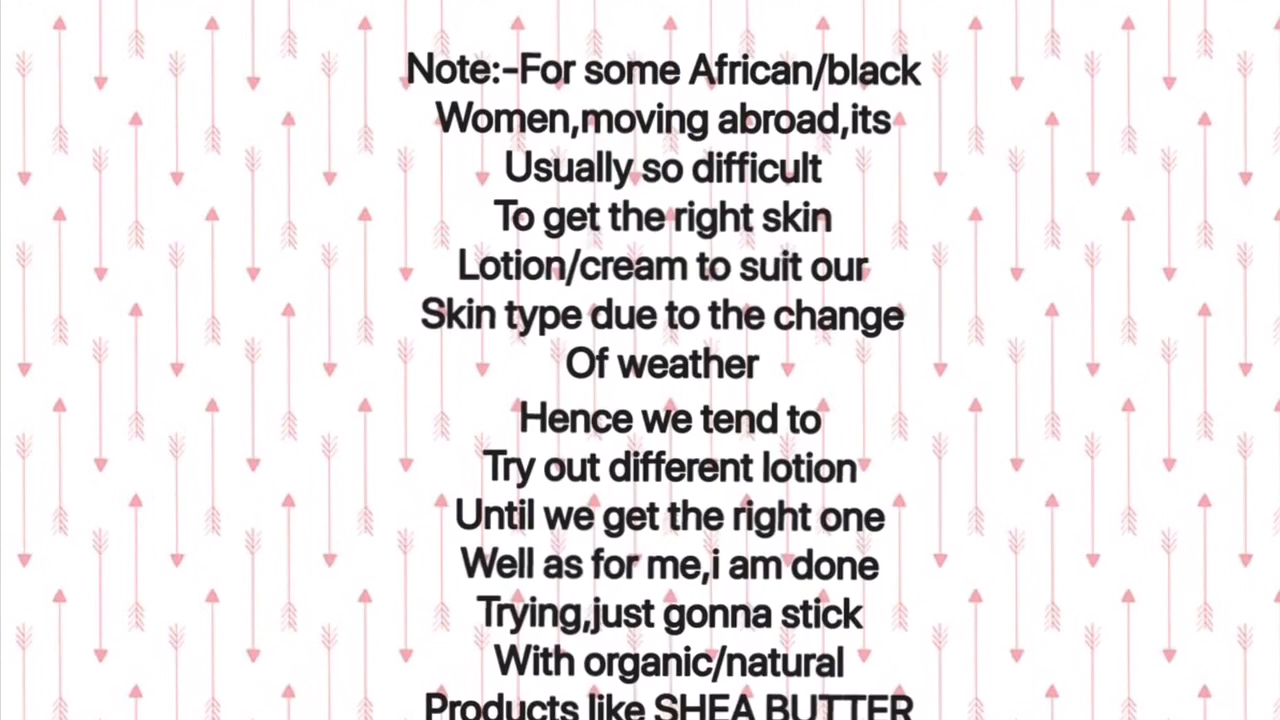 Note:-For some African/black
Women,moving abroad,its
Usually so difficult
To get the right skin
Lotion/cream to suit our
Skin type due to the change
Of weather
Hence we tend to
Try out different lotion
Until we get the right one
Well as for me,i am done
Trying,just gonna stick
With organic/natural
Products like SHEA BUTTER